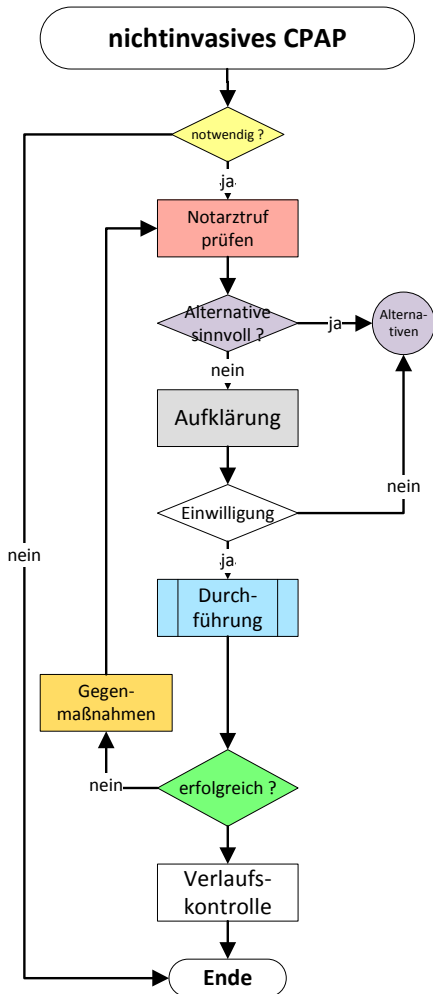 nichtinvasives CPAP
notwendig ?
ja
Notarztruf
prüfen
Alternative
sinnvoll ?
ja
Alterna-
tiven
nein
Aufklärung
Einwilligung
nein
ja
nein
Durch-
führung
Gegen-
maßnahmen
nein
erfolgreich ?
Verlaufs-
kontrolle
Ende